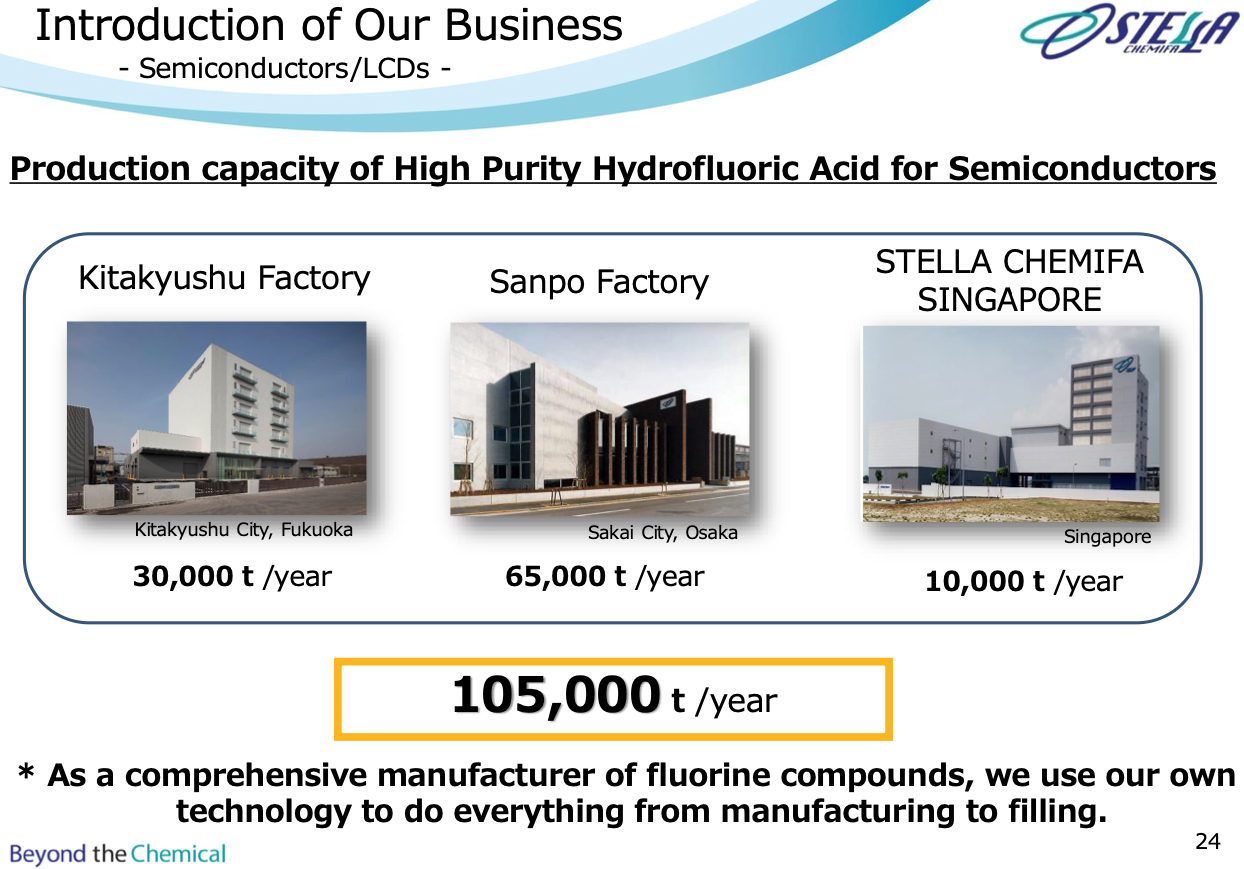 Introduction of Our Business
- Semiconductors/LCDs -
STELLA
CHEMIFA
Production capacity of High Purity Hydrofluoric Acid for Semiconductors
Kitakyushu Factory
Kitakyushu City, Fukuoka
30,000 t /year
Sanpo Factory
Sakai City, Osaka
65,000 t /year
STELLA CHEMIFA
SINGAPORE
Singapore
10,000 t /year
105,000 t /year
* As a comprehensive manufacturer of fluorine compounds, we use our own
technology to do everything from manufacturing to filling.
Beyond the Chemical
24